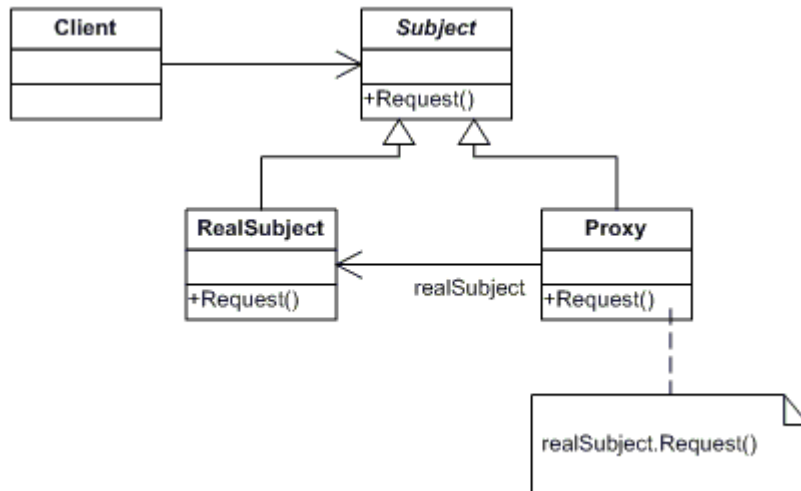 Client
Subject
+Request()
RealSubject
+Request()
realSubject
Proxy
+Request()
realSubject.Request()